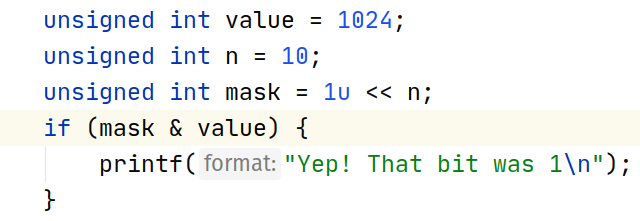 unsigned int value = 1024;
unsigned int n = 10;
unsigned int mask = 1u << n;
if (mask & value) {
    printf( format: "Yep! That bit was 1\n");
}